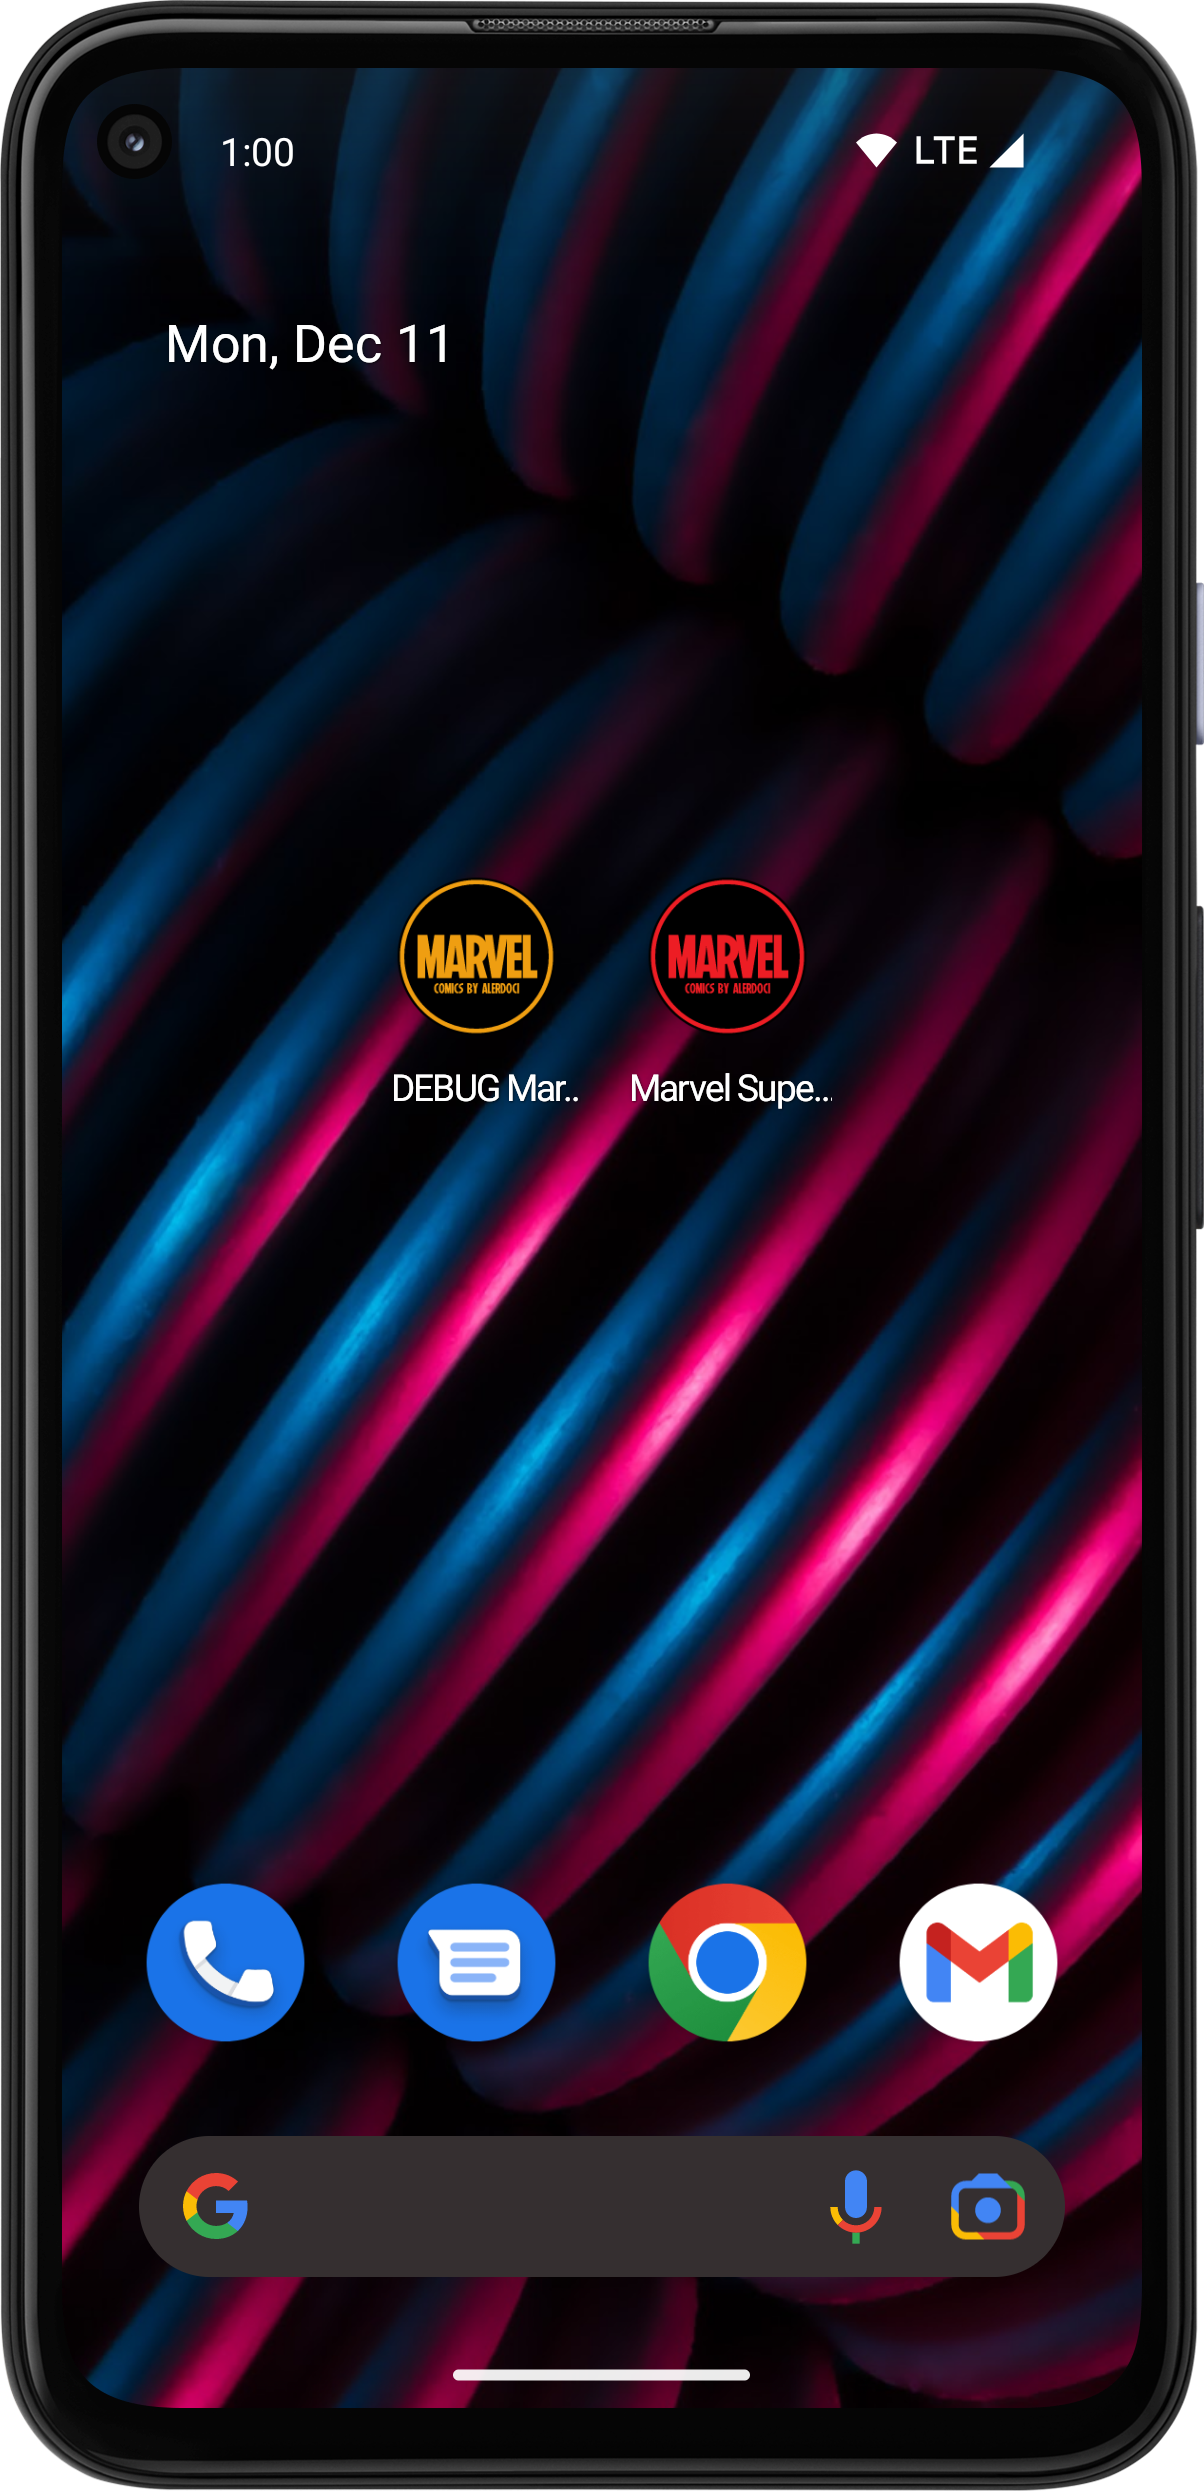 1:00
LTE
Mon, Dec 11
MARVEL
COMICS BY ALERDOCI
MARVEL
COMICS BY ALERDOCI
DEBUG Mar..
Marvel Supe...